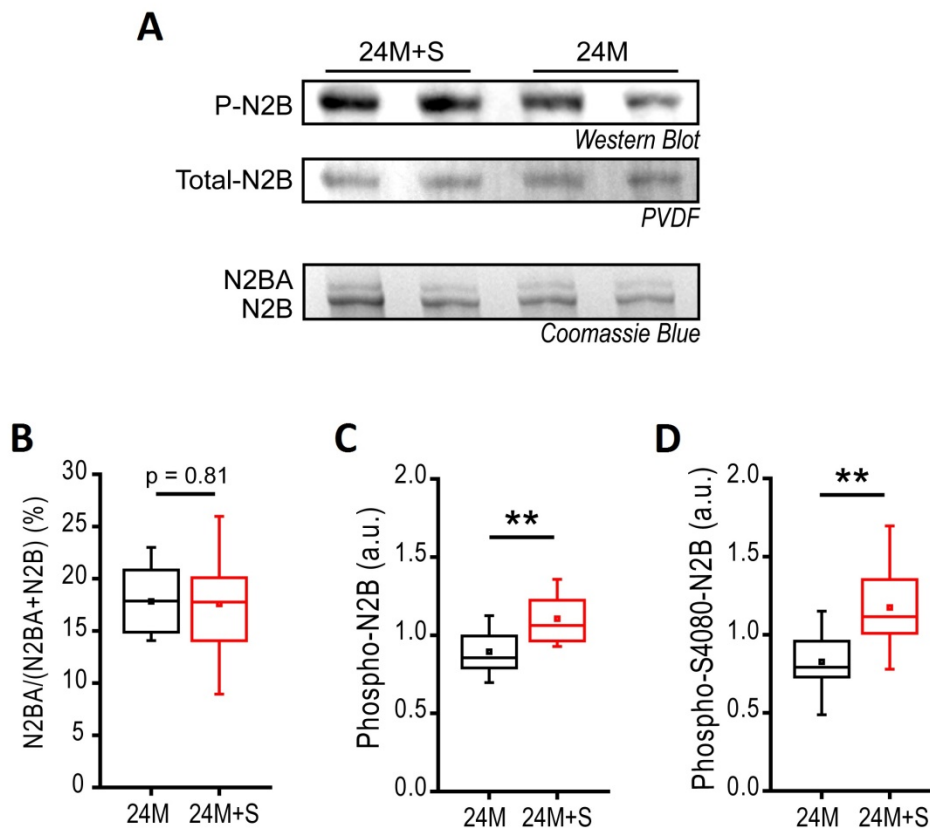 A
24M+S 24M
P-N2B
Western Blot
Total-N2B
PVDF
N2BA
N2B
Coomassie Blue
B
N2BA/(N2BA+N2B) (%)
30
25
20
15
10
5
0
p = 0.81
24M 24M+S
C
Phospho-N2B (a.u.)
2.0
1.5
1.0
0.5
0.0
**
24M 24M+S
D
Phospho-S4080-N2B (a.u.)
2.0
1.5
1.0
0.5
0.0
**
24M 24M+S